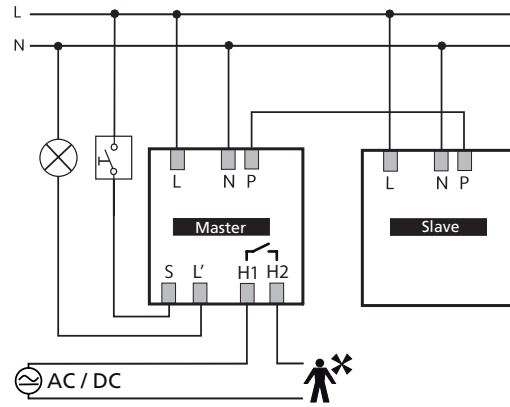 L
N
L N P
L N P
Master
Slave
S L' H1 H2
AC / DC